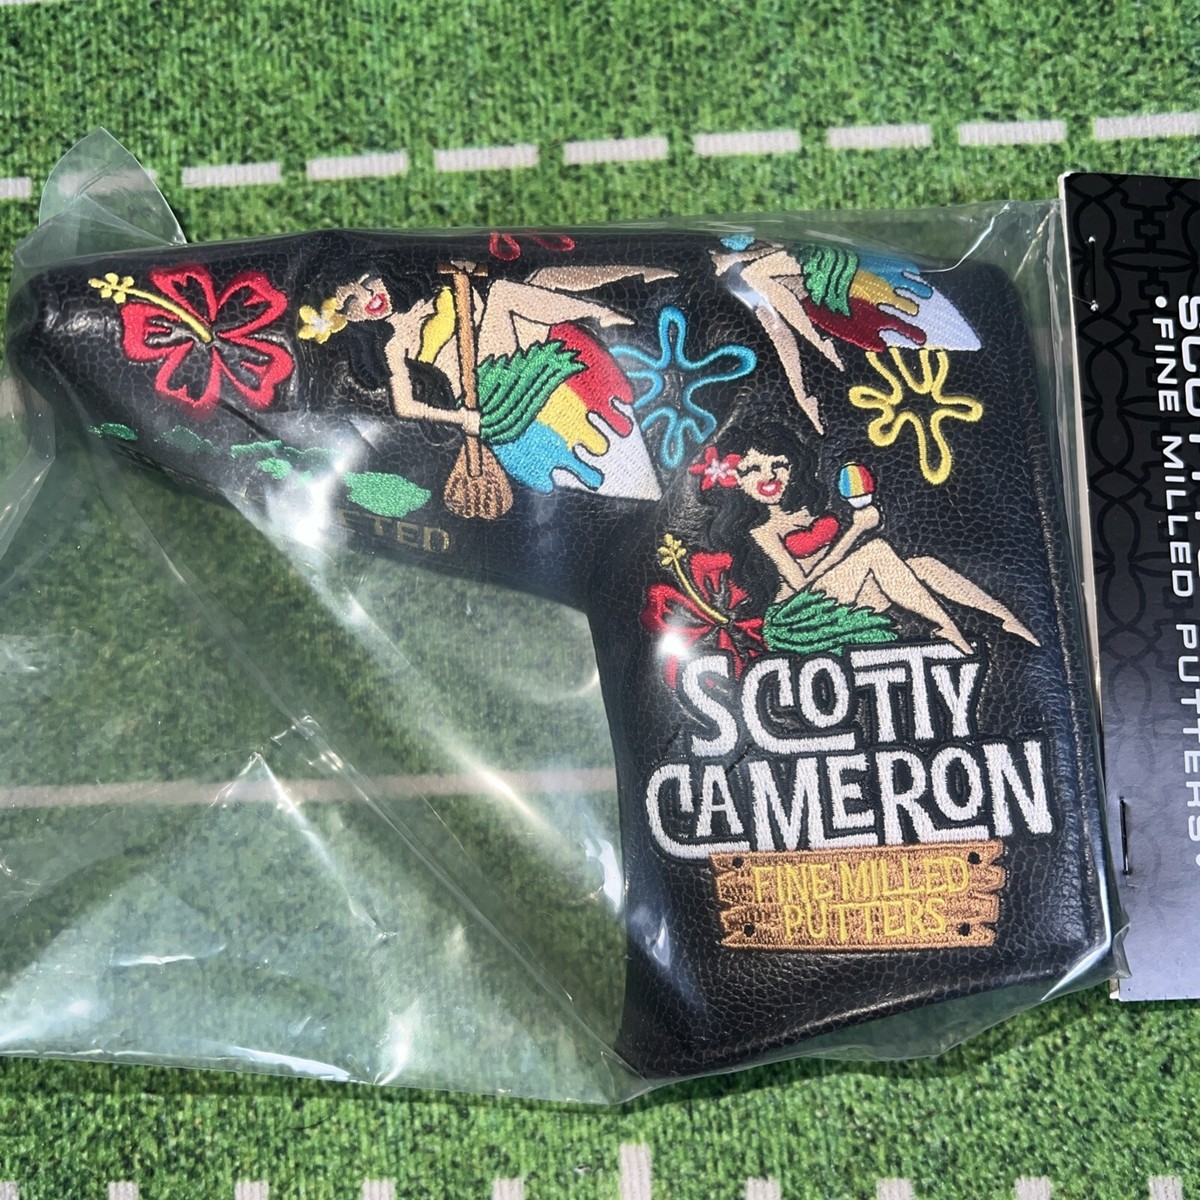 SCOTTY
CAMERON
FINE MILLED
PUTTERS
• FINE MILLED PUTTERS •